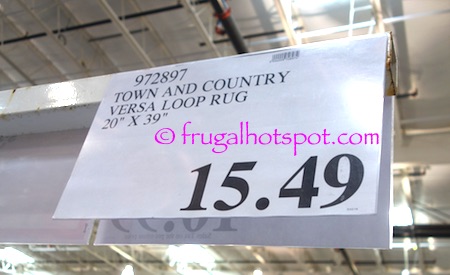 972897
TOWN AND COUNTRY
VERSA LOOP RUG
20" X 39"
© frugalhotspot.com
15.49